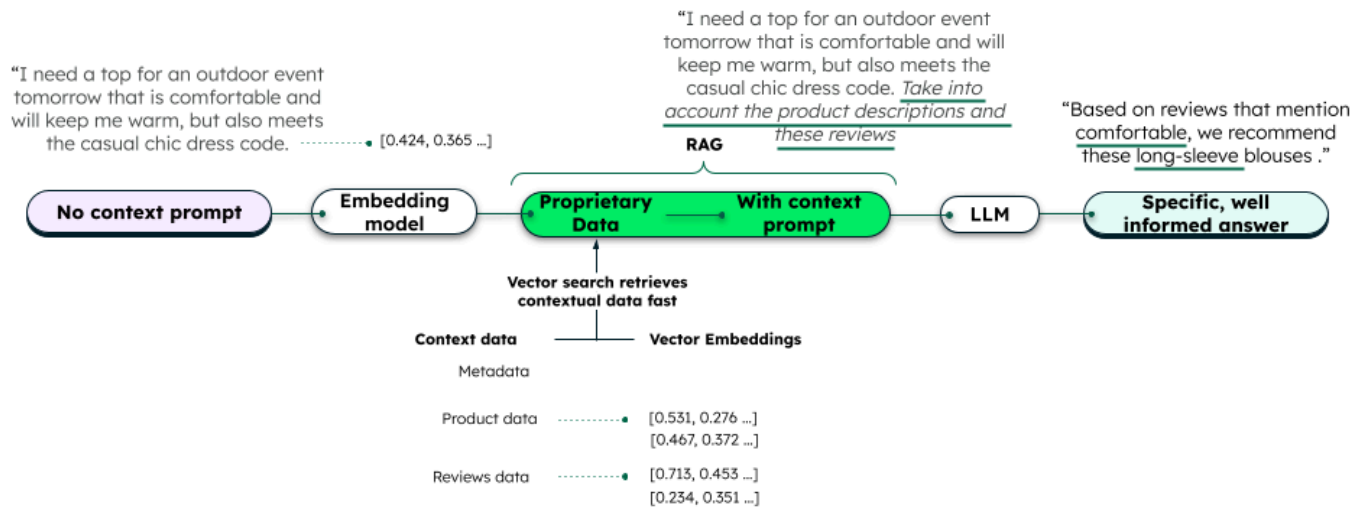 “I need a top for an outdoor event
tomorrow that is comfortable and
will keep me warm, but also meets
the casual chic dress code.
[0.424, 0.365 ...]
“I need a top for an outdoor event
tomorrow that is comfortable and will
keep me warm, but also meets the
casual chic dress code. Take into
account the product descriptions and
these reviews
RAG
“Based on reviews that mention
comfortable, we recommend
these long-sleeve blouses .”
No context prompt
Embedding
model
Proprietary
Data
With context
prompt
LLM
Specific, well
informed answer
Vector search retrieves
contextual data fast
Context data
Vector Embeddings
Metadata
Product data
[0.531, 0.276 ...]
[0.467, 0.372 ...]
Reviews data
[0.713, 0.453 ...]
[0.234, 0.351 ...]